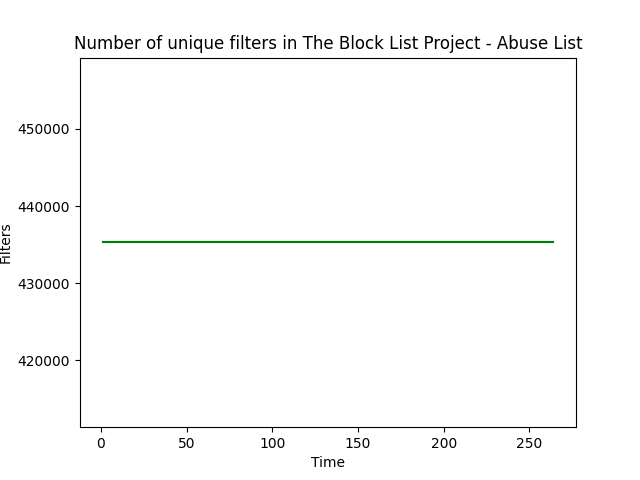 Number of unique filters in The Block List Project - Abuse List
450000
440000
430000
420000
Filters
0 50 100 150 200 250
Time